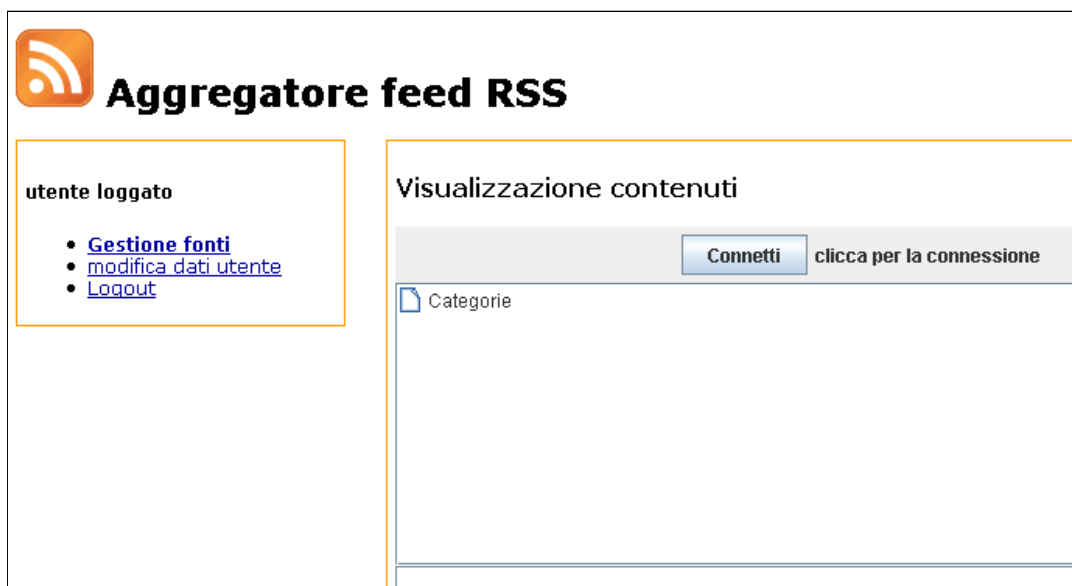 Aggregatore feed RSS
utente loggato
Gestione fonti
modifica dati utente
Logout
Visualizzazione contenuti
Connetti clicca per la connessione
Categorie